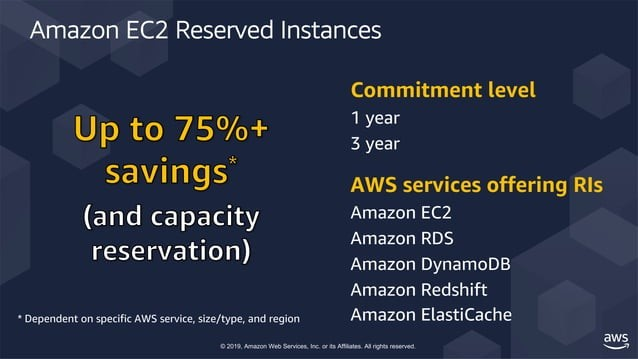 Amazon EC2 Reserved Instances
Up to 75%+
savings*
(and capacity
reservation)
* Dependent on specific AWS service, size/type, and region
Commitment level
1 year
3 year
AWS services offering RIs
Amazon EC2
Amazon RDS
Amazon DynamoDB
Amazon Redshift
Amazon ElastiCache
© 2019, Amazon Web Services, Inc. or its Affiliates. All rights reserved.
aws